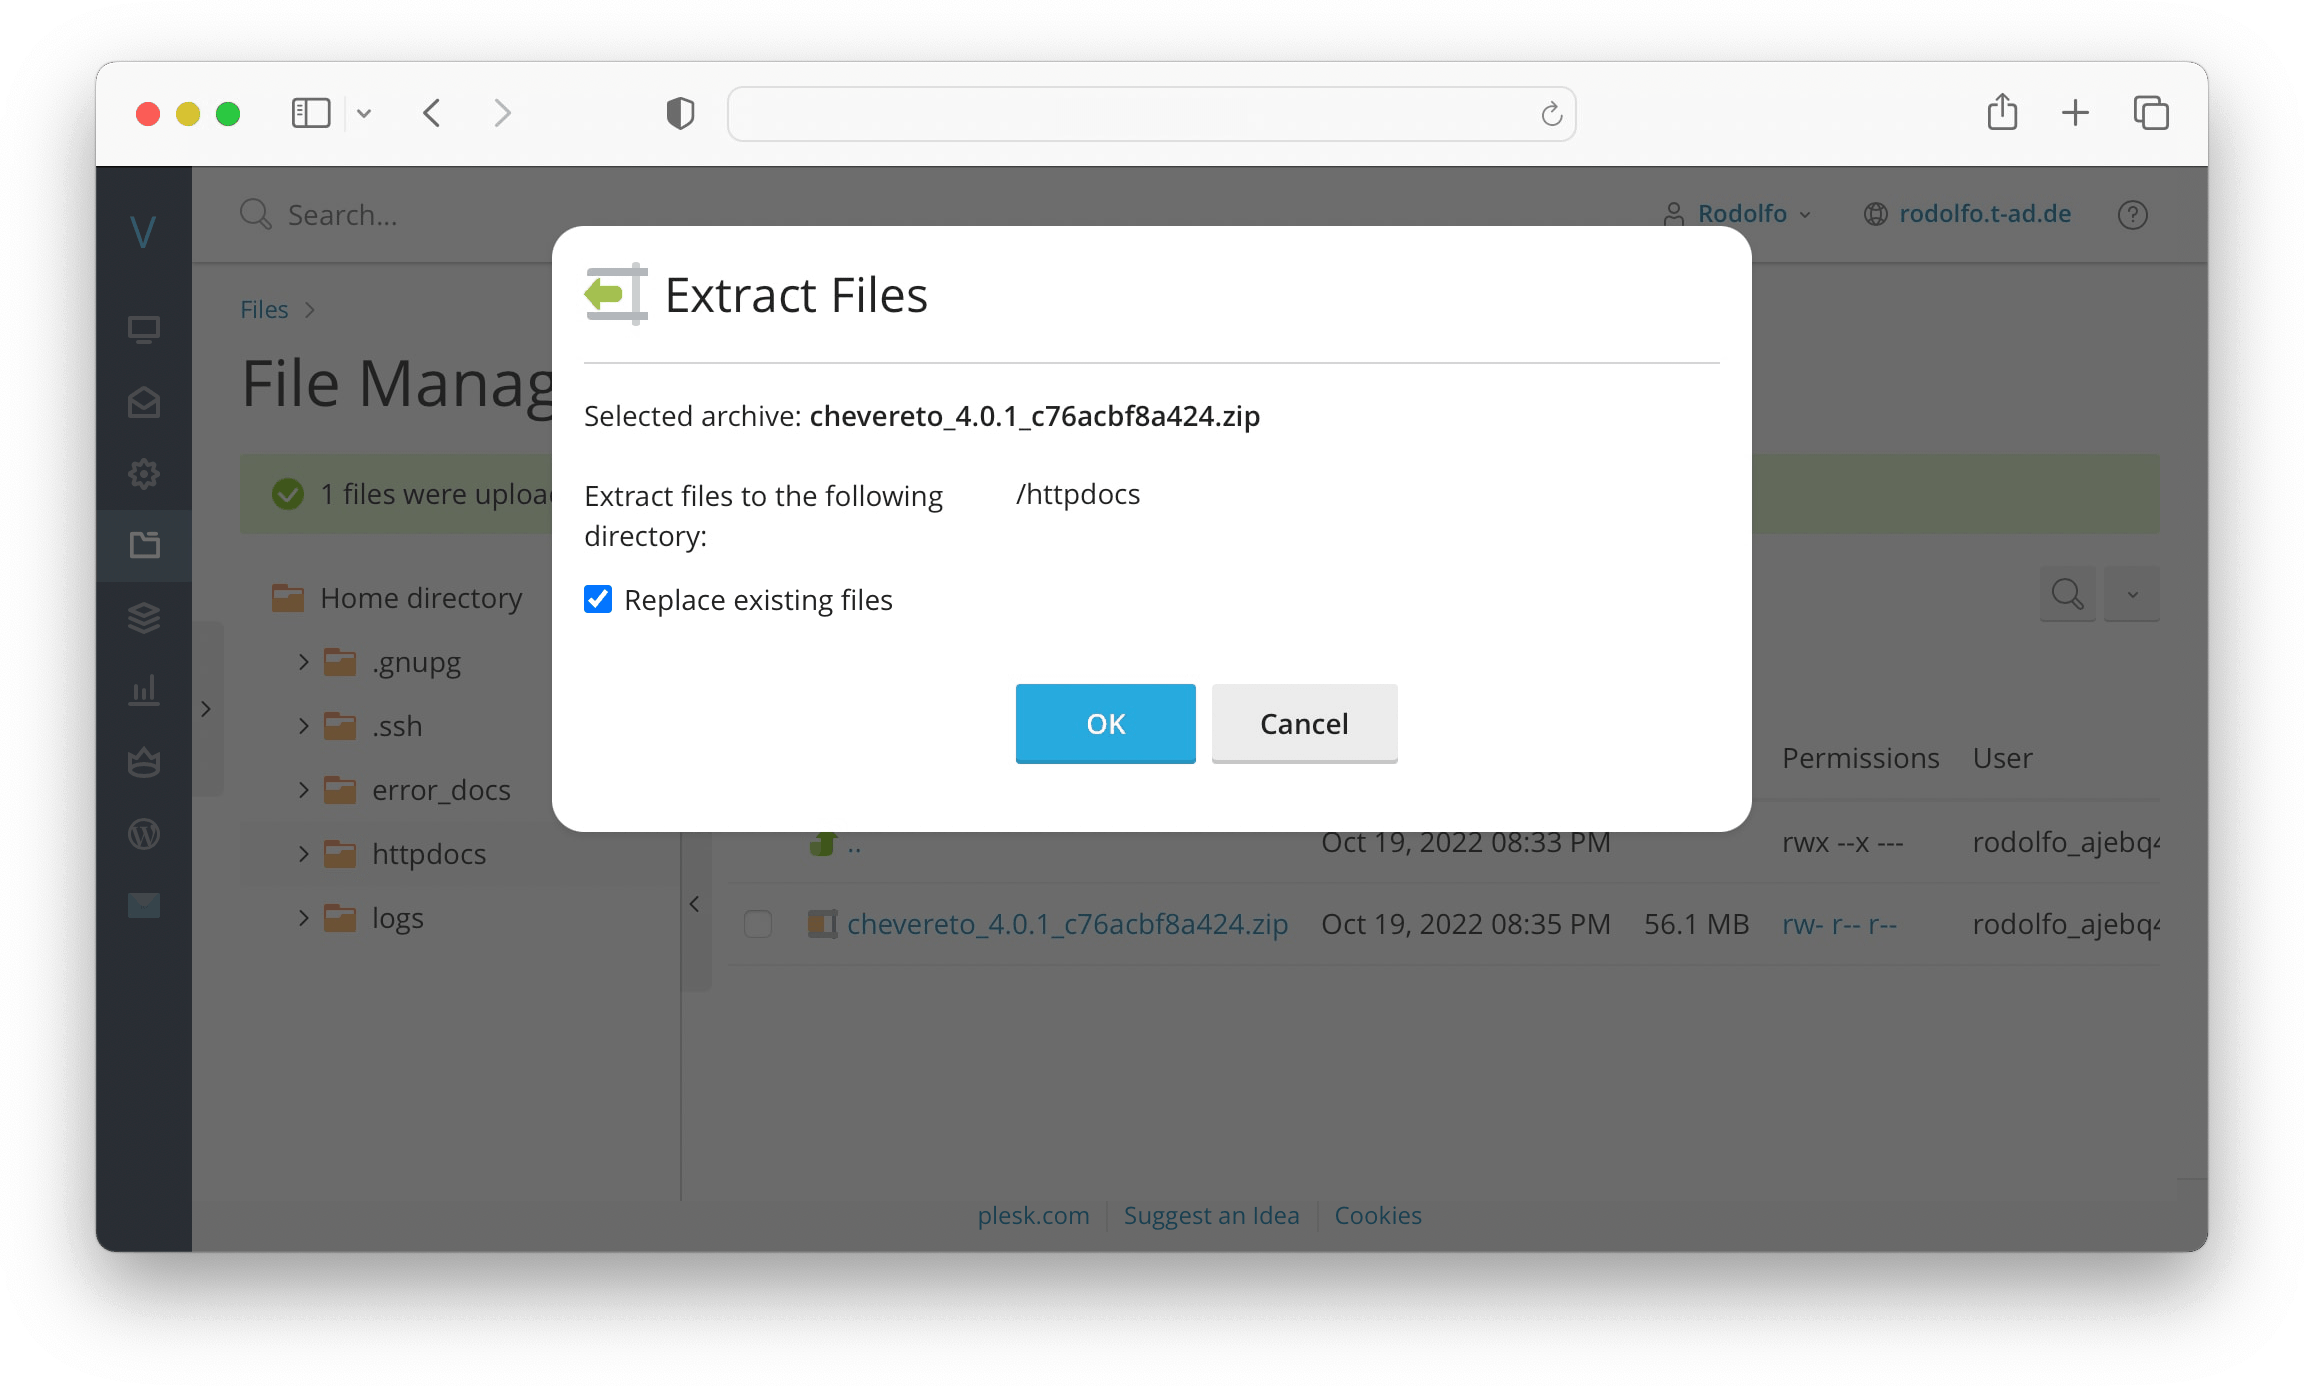 V
Search...
Rodolfo
rodolfo.t-ad.de
?
Files
File Manag
Extract Files
Selected archive: chevereto_4.0.1_c76acbf8a424.zip
1 files were uploa
Extract files to the following
directory:
/httpdocs
Replace existing files
OK
Cancel
Home directory
.gnupg
.ssh
error_docs
httpdocs
logs
Permissions
User
..
Oct 19, 2022 08:33 PM
rwx --x ---
rodolfo_ajebq4
chevereto_4.0.1_c76acbf8a424.zip
Oct 19, 2022 08:35 PM
56.1 MB
rw- r-- r--
rodolfo_ajebq4
plesk.com
Suggest an Idea
Cookies